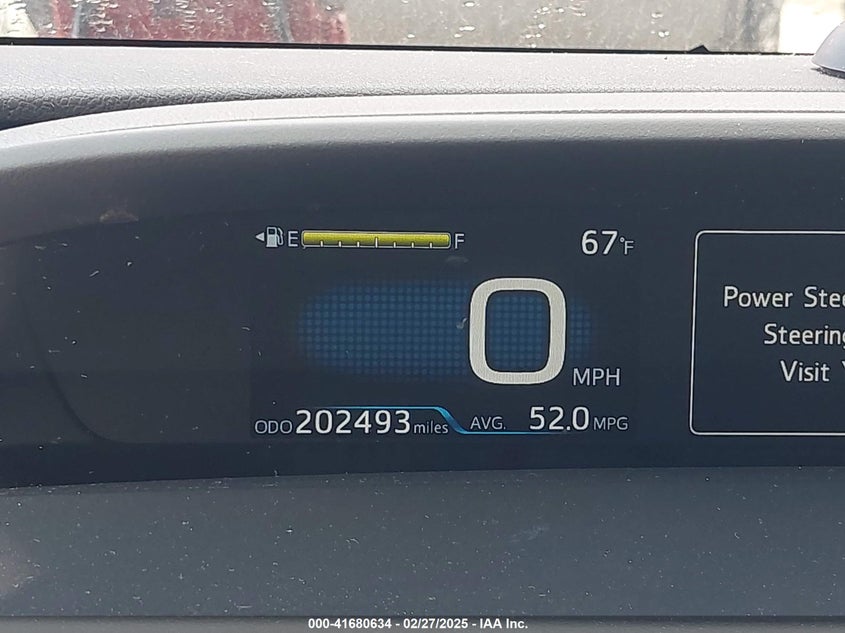 E F
67°F
0 MPH
ODO 202493 miles AVG. 52.0 MPG
Power
Steering
Visit
000-41680634 - 02/27/2025 - IAA Inc.